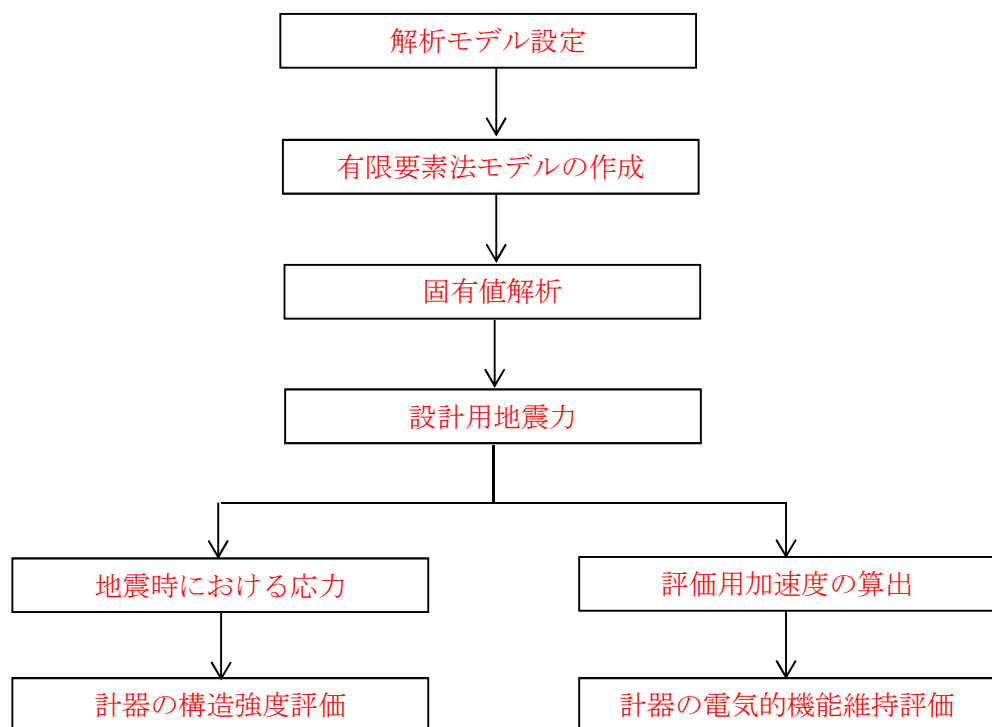 解析モデル設定
有限要素法モデルの作成
固有値解析
設計用地震力
地震時における応力
評価用加速度の算出
計器の構造強度評価
計器の電気的機能維持評価